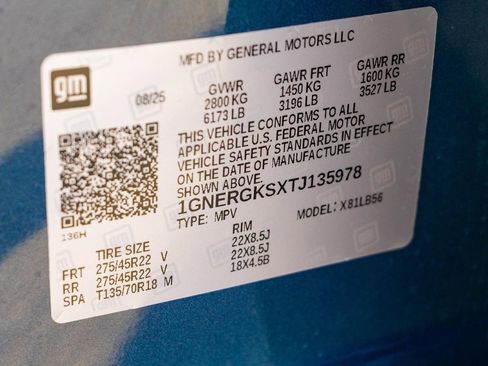 MFD BY GENERAL MOTORS LLC
gm
08/25
GVWR
2800 KG
6173 LB
GAWR FRT
1450 KG
3196 LB
GAWR RR
1600 KG
3527 LB
THIS VEHICLE CONFORMS TO ALL
APPLICABLE U.S. FEDERAL MOTOR
VEHICLE SAFETY STANDARDS IN EFFECT
ON THE DATE OF MANUFACTURE
SHOWN ABOVE.
1GNERGKSXTJ135978
TYPE: MPV
MODEL: X81LB56
136H
TIRE SIZE RIM
FRT 275/45R22 V 22X8.5J
RR 275/45R22 V 22X8.5J
SPA T135/70R18 M 18X4.5B